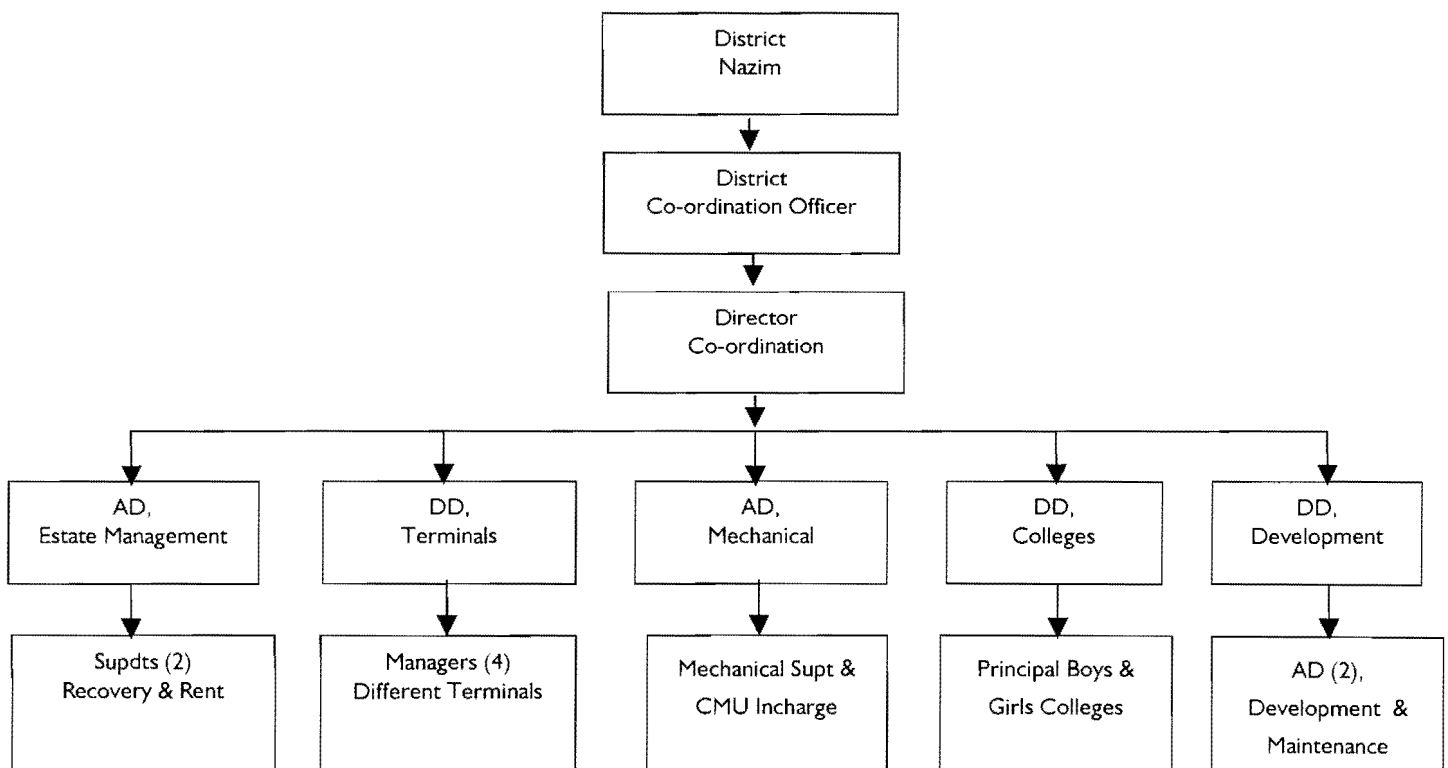 District
Nazim
District
Co-ordination Officer
Director
Co-ordination
AD,
Estate Management
DD,
Terminals
AD,
Mechanical
DD,
Colleges
DD,
Development
Supdts (2)
Recovery & Rent
Managers (4)
Different Terminals
Mechanical Supt &
CMU Incharge
Principal Boys &
Girls Colleges
AD (2),
Development &
Maintenance